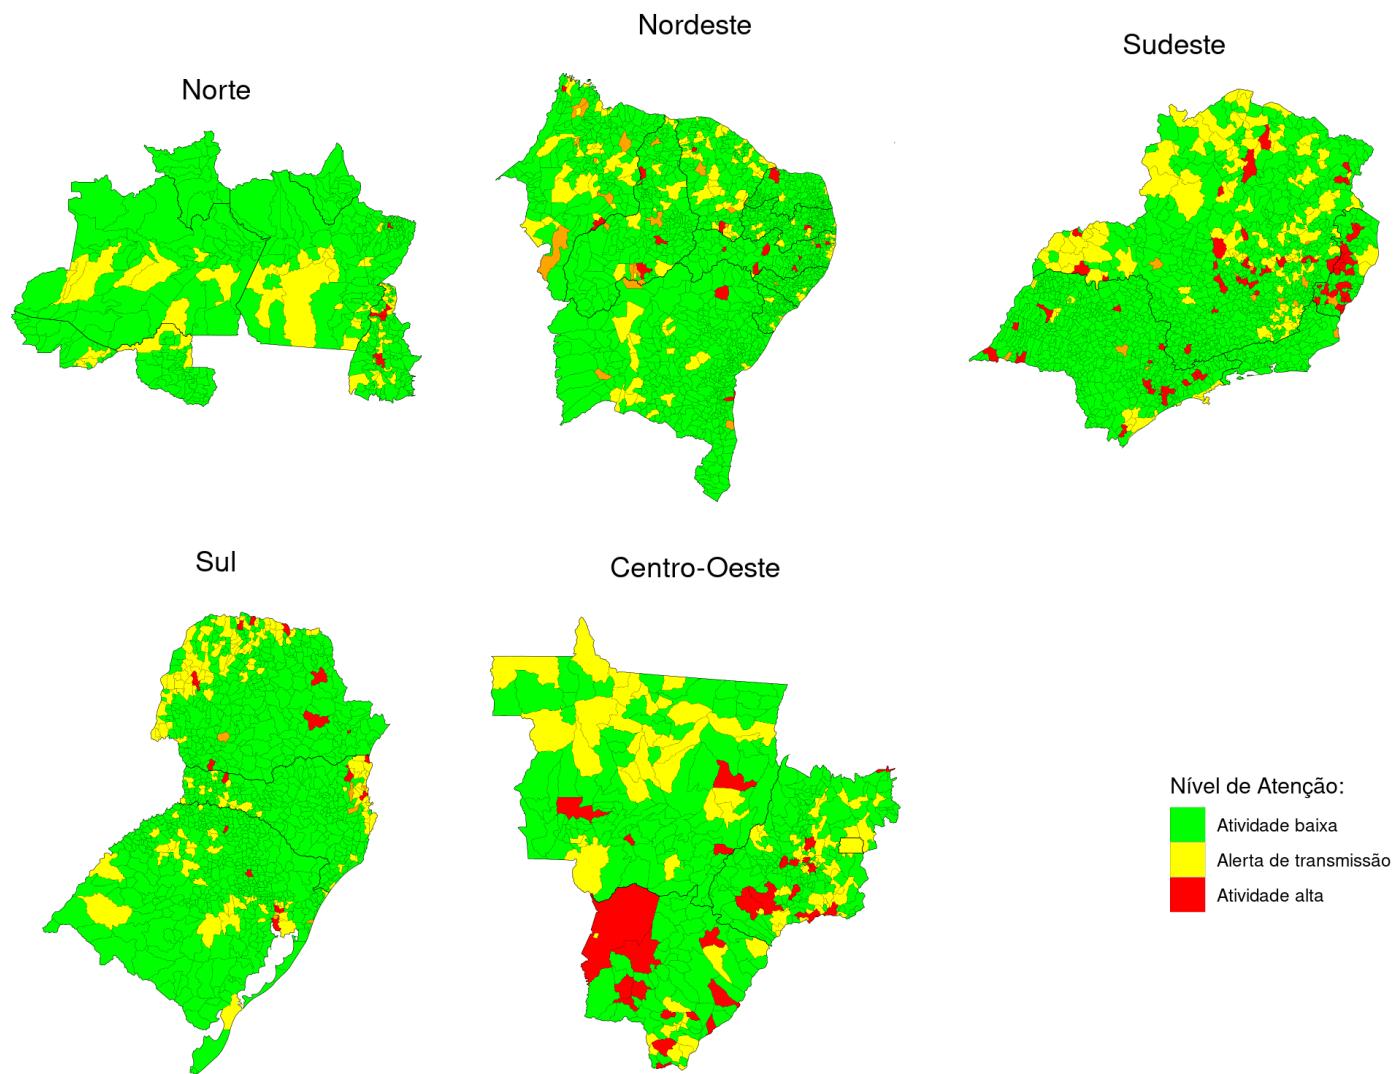 Nordeste
Sudeste
Norte
Sul
Centro-Oeste
Nível de Atenção:
Atividade baixa
Alerta de transmissão
Atividade alta